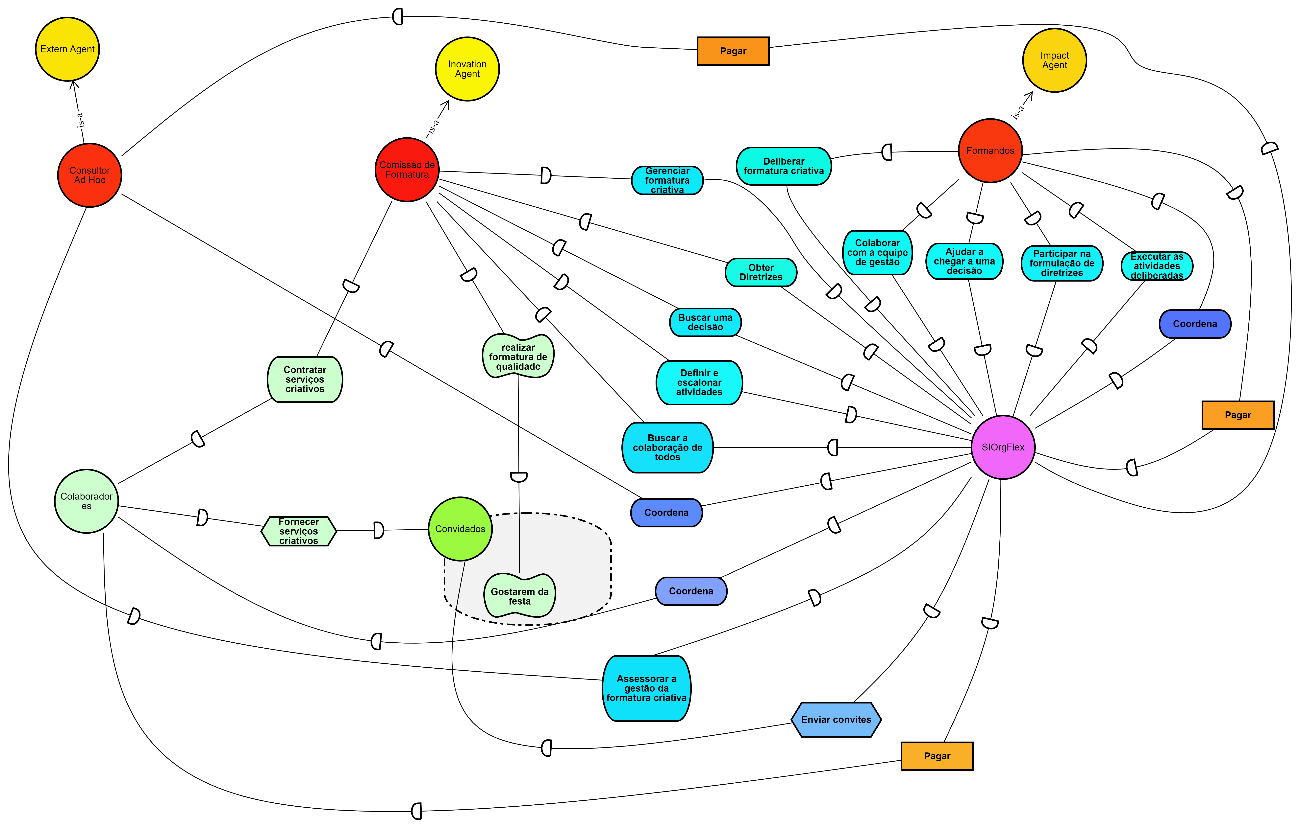 Extern Agent
Inovation
Agent
Pagar
Impact
Agent
is-a
is-a
is-a
Consultor
Ad Hoc
Comissão de
Formatura
Gerenciar
formatura
criativa
Deliberar
formatura criativa
Formandos
Colaborar
com a equipe
de gestão
Ajudar a
chegar a uma
decisão
Participar na
formulação de
diretrizes
Executar as
atividades
deliberadas
Obter
Diretrizes
Buscar uma
decisão
Coordena
realizar
formatura de
qualidade
Contratar
serviços
criativos
Definir e
escalonar
atividades
Pagar
Buscar a
colaboração de
todos
SIOrgFlex
Colaborador
es
Coordena
Fornecer
serviços
criativos
Convidados
Gostarem da
festa
Coordena
Assessorar a
gestão da
formatura criativa
Enviar convites
Pagar